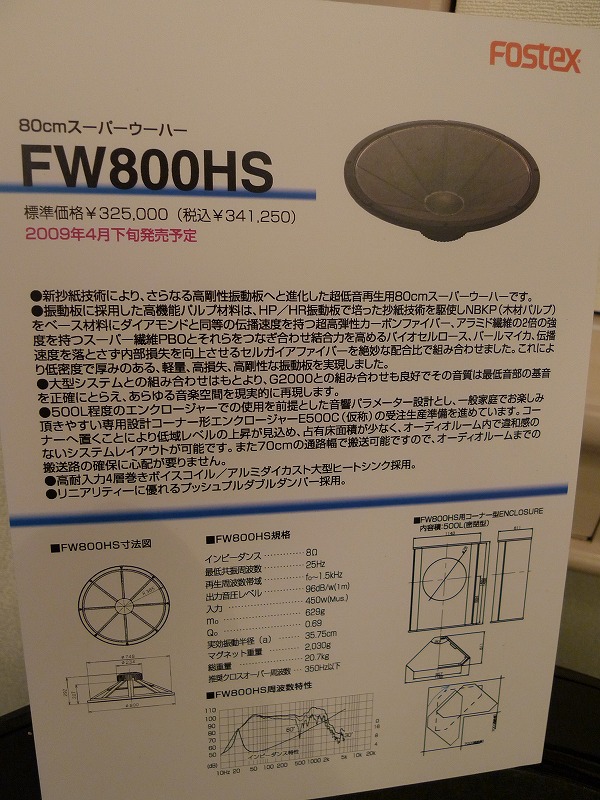 FOSTEX
80cmスーパーウーハー
FW800HS
標準価格￥325,000（税込￥341,250）
2009年4月下旬発売予定
●新抄紙技術により、さらなる高剛性振動板へと進化した超低音再生用80cmスーパーウーハーです。
●振動板に採用した高機能パルプ材料は、HP／HR振動板で培った抄紙技術を駆使しNBKP（木材パルプ）
をベース材料にダイアモンドと同等の伝播速度を持つ超高弾性カーボンファイバー、アラミド繊維の2倍の強
度を持つスーパー繊維PBOとそれらをつなぎ合わせ結合力を高めるバイオセルロース、パールマイカ、伝播
速度を落とさず内部損失を向上させるセルガイアファイバーを絶妙な配合比で組み合わせました。これによ
り低密度で厚みのある、軽量、高損失、高剛性な振動板を実現しました。
●大型システムとの組み合わせはもとより、G2000との組み合わせも良好でその音質は最低音部の基音
を正確にとらえ、あらゆる音楽空間を現実的に再現します。
●500L程度のエンクロージャーでの使用を前提とした音響パラメーター設計とし、一般家庭でお楽しみ
頂きやすい専用設計コーナー形エンクロージャーE500C（仮称）の受注生産準備を進めています。コー
ナーへ置くことにより低域レベルの上昇が見込め、占有床面積が少なく、オーディオルーム内で違和感の
ないシステムレイアウトが可能です。また70cmの通路幅で搬送可能ですので、オーディオルームまでの
搬送路の確保に心配が要りません。
●高耐入力4層巻きボイスコイル／アルミダイカスト大型ヒートシンク採用。
●リニアリティーに優れるプッシュプルダブルダンパー採用。
■FW800HS寸法図
■FW800HS規格
インピーダンス ………… 8Ω
最低共振周波数 ………… 25Hz
再生周波数帯域 ………… f₀～1.5kHz
出力音圧レベル ………… 96dB/w(1m)
入力 ………… 450w(Mus.)
m₀ ………… 629g
Q₀ ………… 0.69
実効振動半径（a） ………… 35.75cm
マグネット重量 ………… 2,030g
総重量 ………… 20.7kg
推奨クロスオーバー周波数 ………… 350Hz以下
■FW800HS用コーナー型ENCLOSURE
内容積：500L(密閉型)
■FW800HS周波数特性
110
100
90
80
70
60
50
(dB)
インピーダンス特性
10Hz 20 50 100 200 500 1000 2k 5k 10k 20k